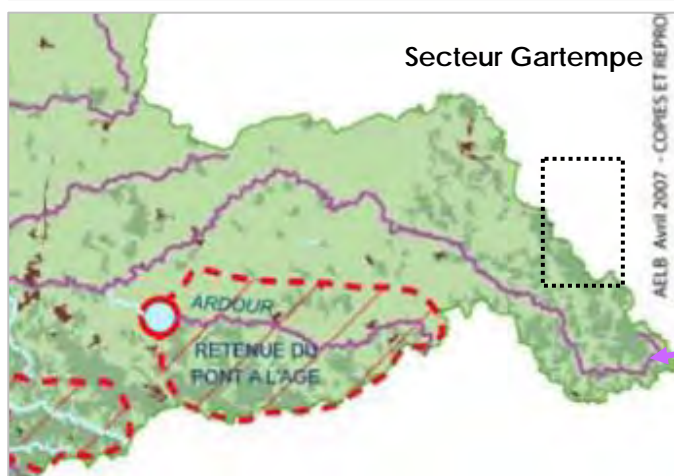 Secteur Gartempe
ARDOUR
RETENUE DU
PONT A L'AGE
AELB Avril 2007 - COPIES ET REPRO